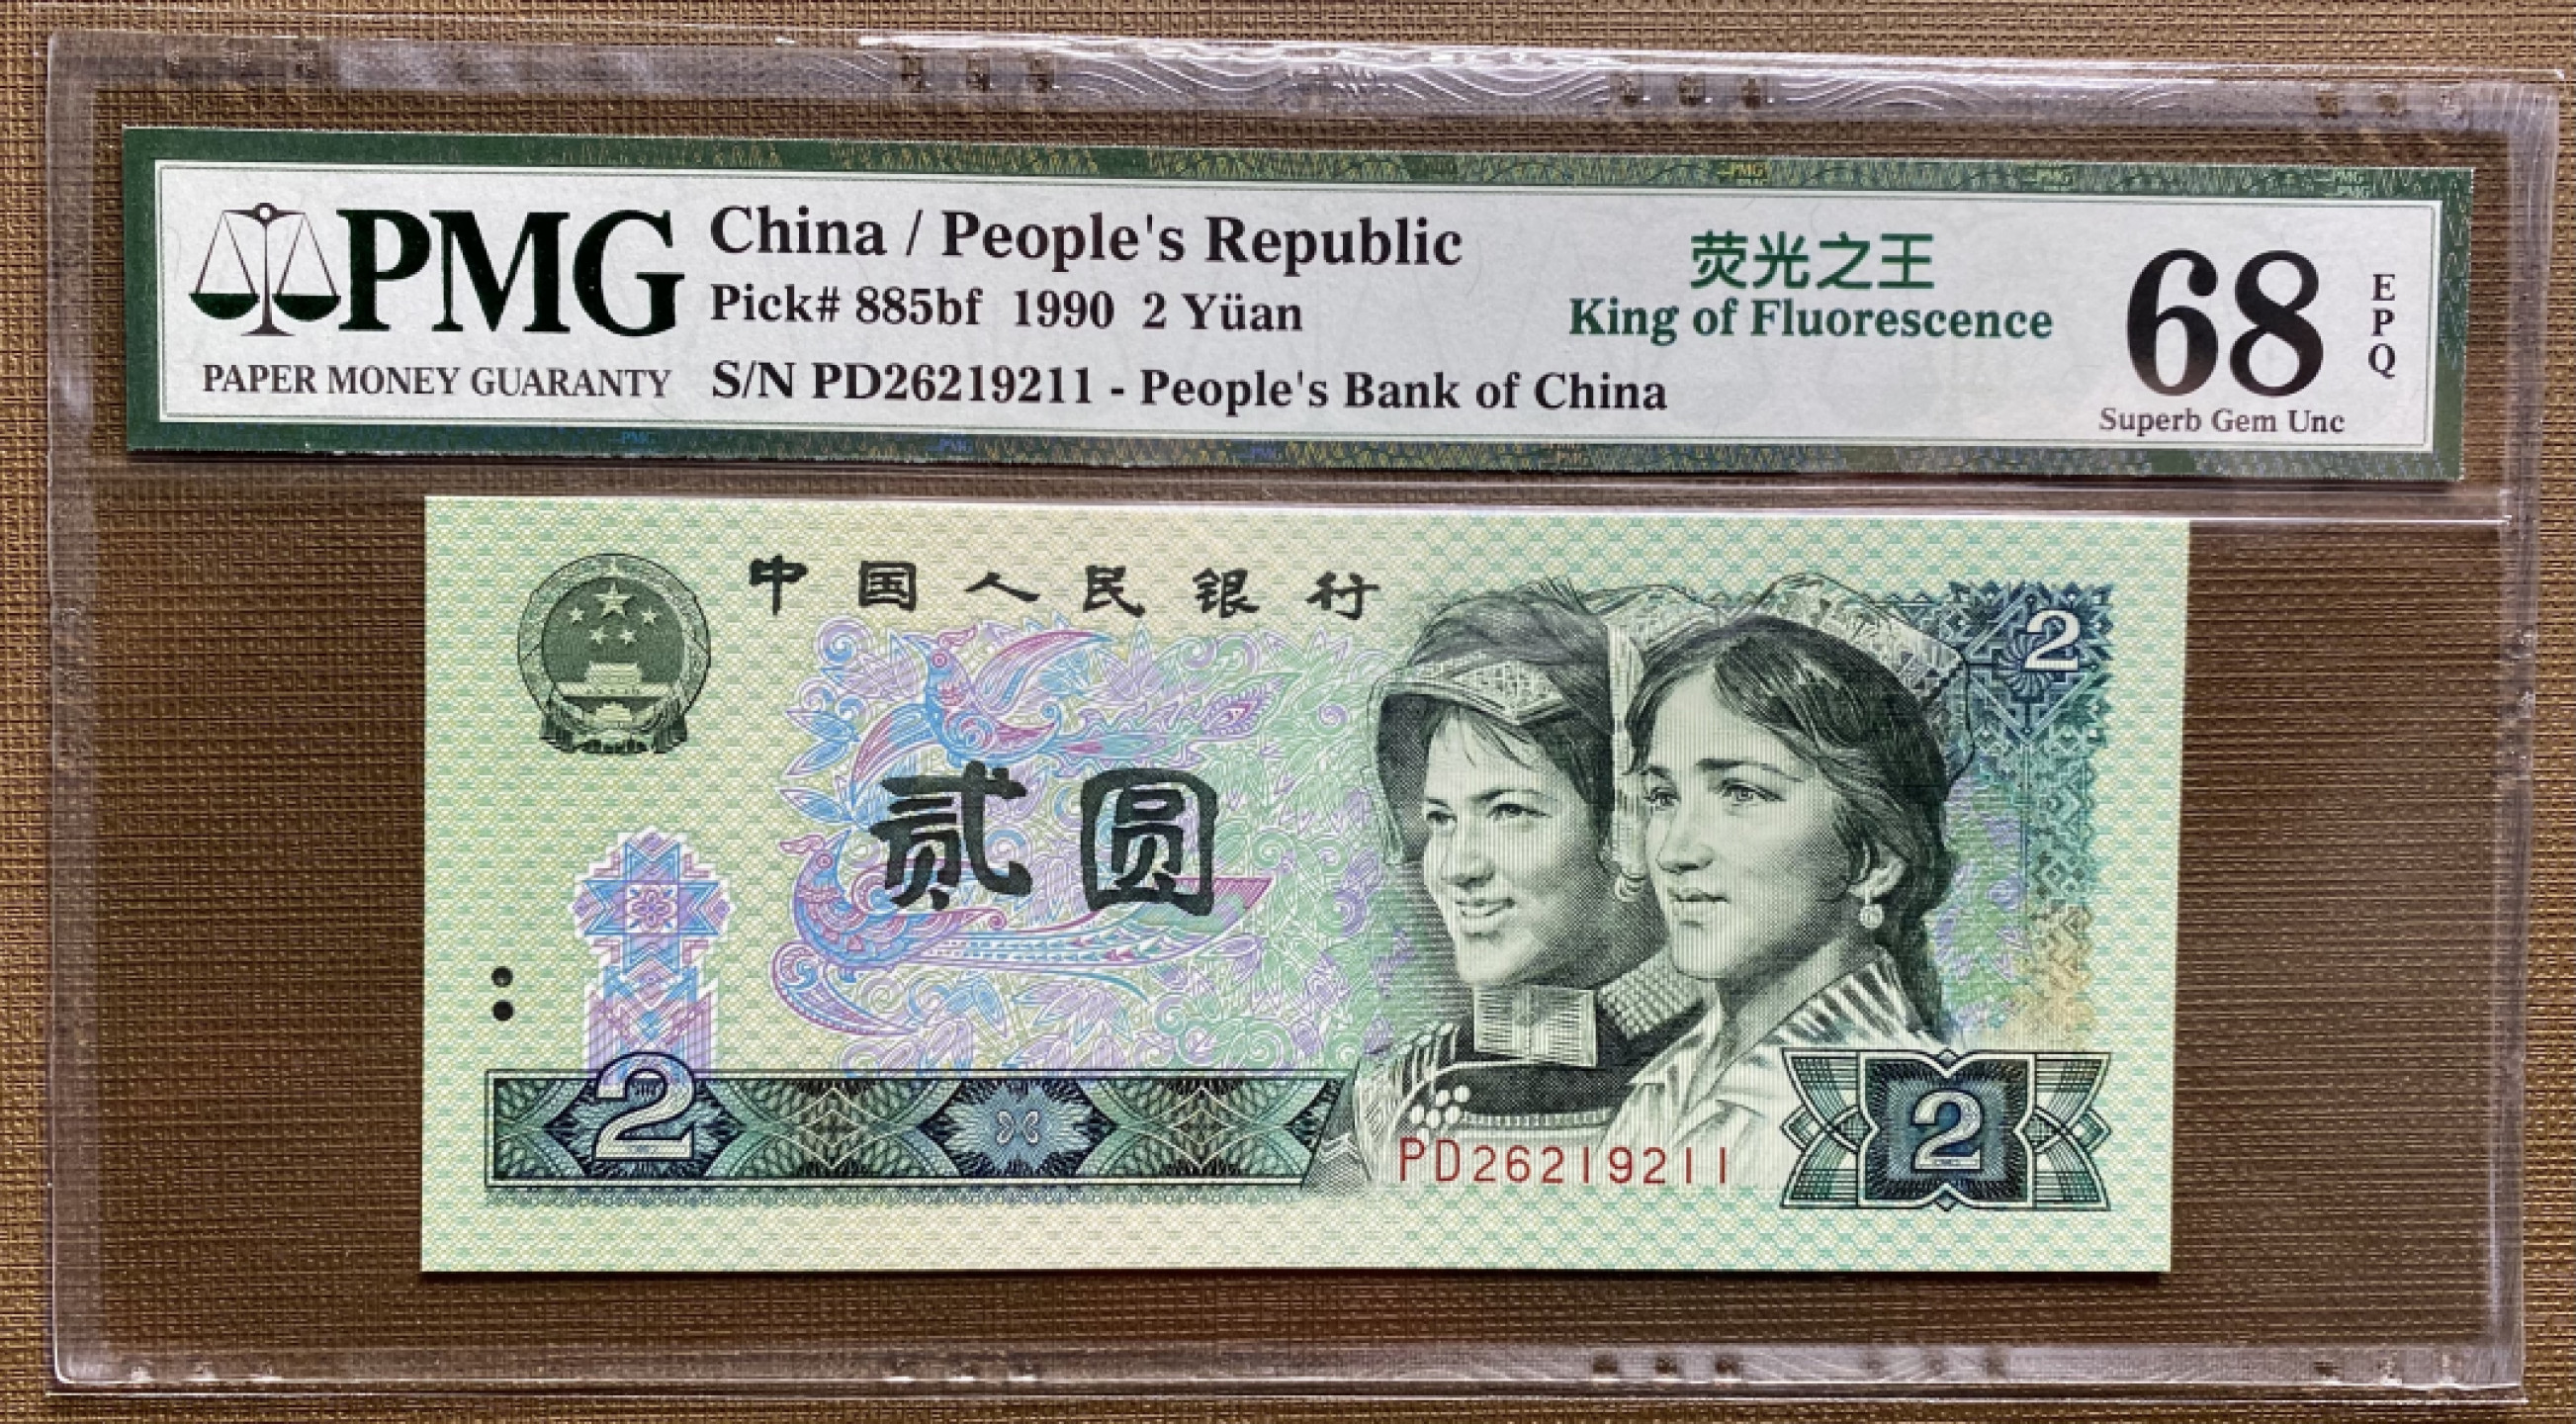 PMG
PAPER MONEY GUARANTY
China / People's Republic
Pick# 885bf 1990 2 Yüan
S/N PD26219211 - People's Bank of China
荧光之王
King of Fluorescence
68
EPQ
Superb Gem Unc
中国人民银行
2
贰圆
2
PD26219211
2